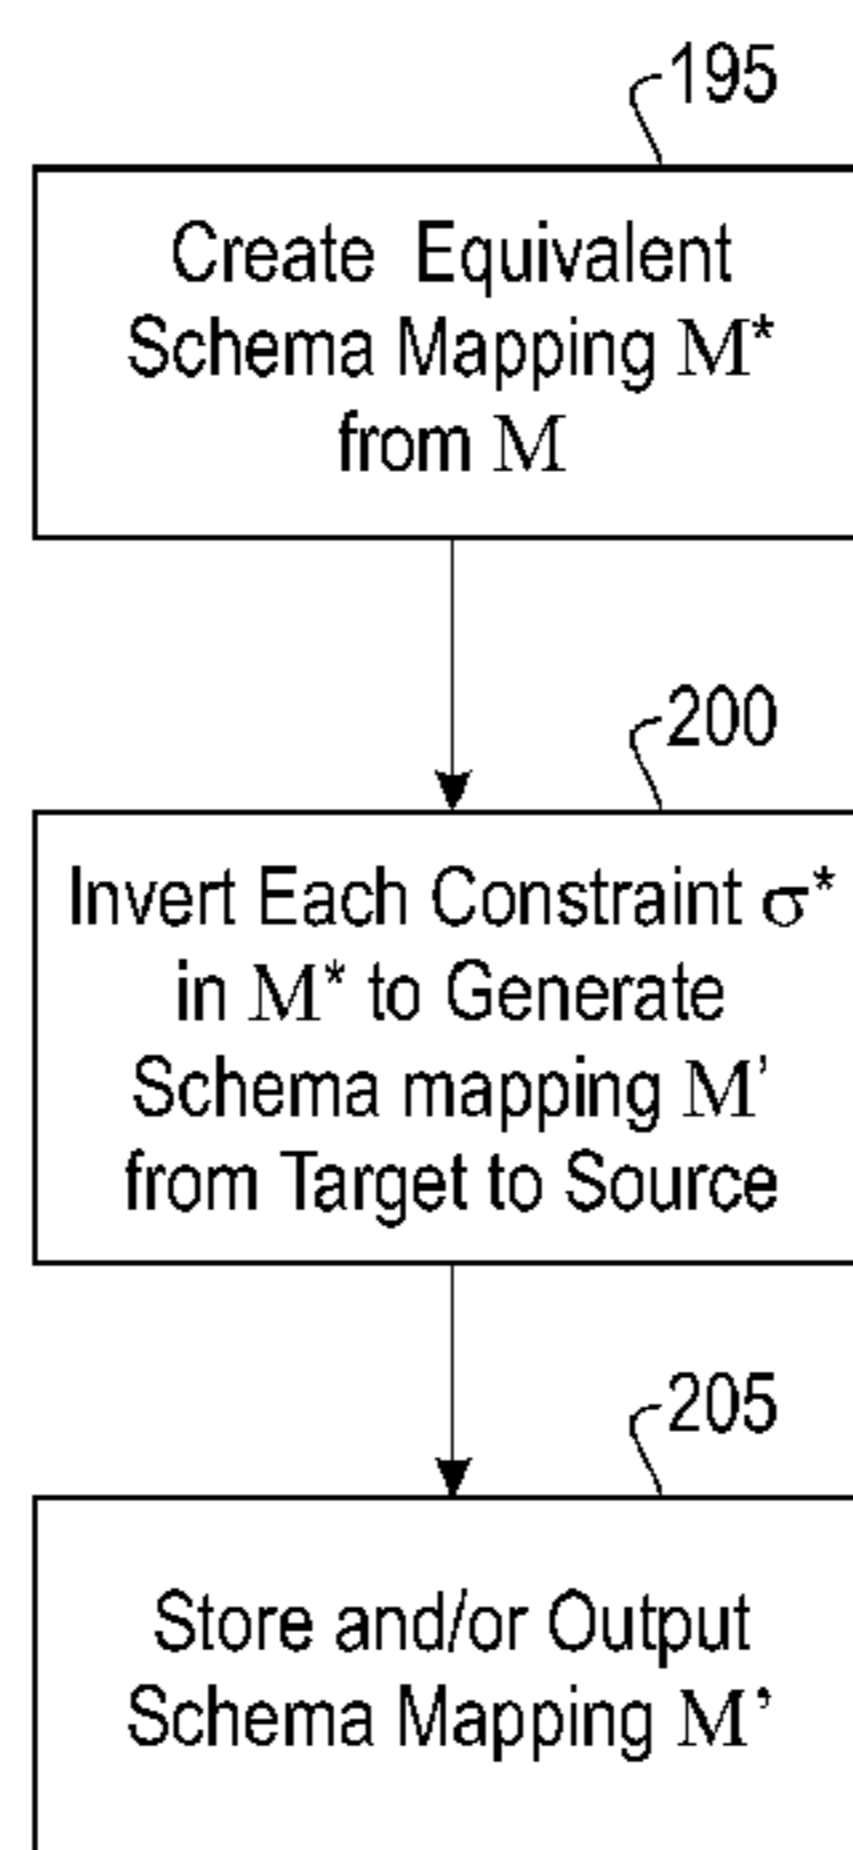 195
Create Equivalent
Schema Mapping M*
from M
200
Invert Each Constraint σ*
in M* to Generate
Schema mapping M’
from Target to Source
205
Store and/or Output
Schema Mapping M’